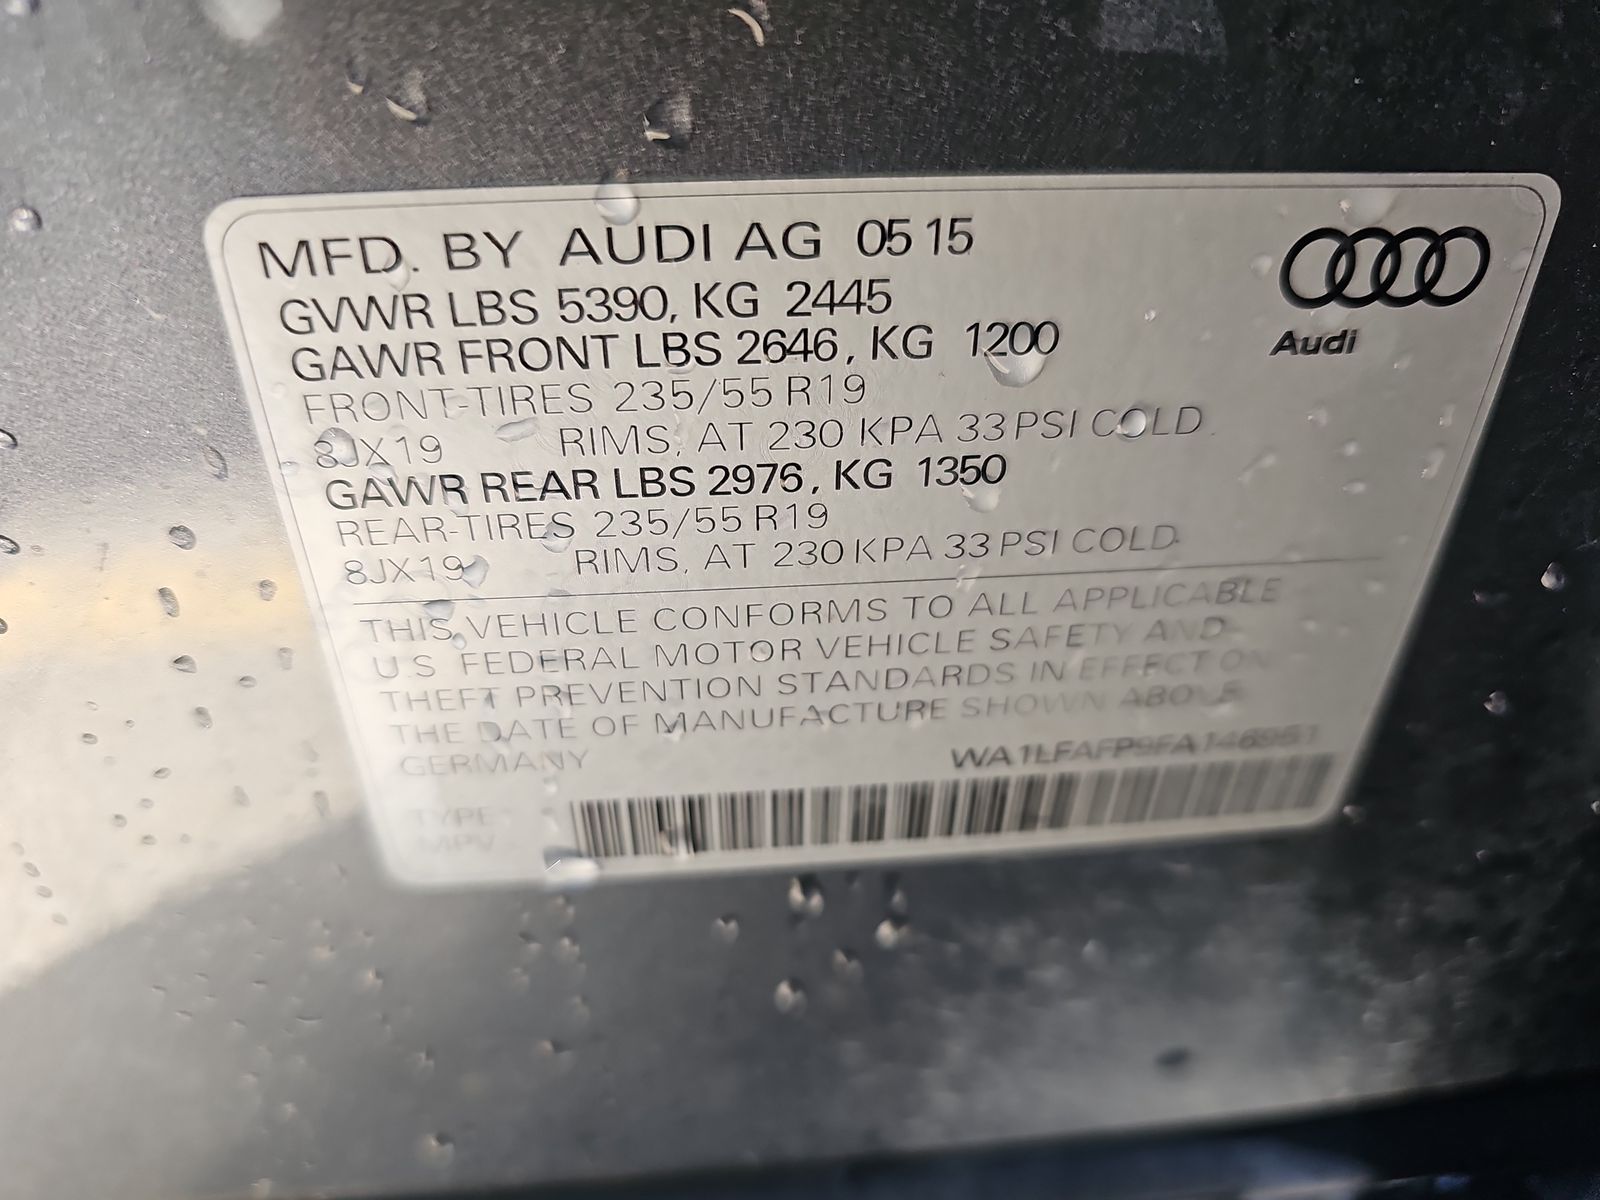 MFD. BY AUDI AG 05 15
GVWR LBS 5390, KG 2445
GAWR FRONT LBS 2646, KG 1200
FRONT-TIRES 235/55 R19
8JX19 RIMS, AT 230 KPA 33 PSI COLD
GAWR REAR LBS 2976, KG 1350
REAR-TIRES 235/55 R19
8JX19 RIMS, AT 230 KPA 33 PSI COLD
Audi
THIS VEHICLE CONFORMS TO ALL APPLICABLE
U.S FEDERAL MOTOR VEHICLE SAFETY AND
THEFT PREVENTION STANDARDS IN EFFECT ON
THE DATE OF MANUFACTURE SHOWN ABOVE
GERMANY
TYPE
MPV